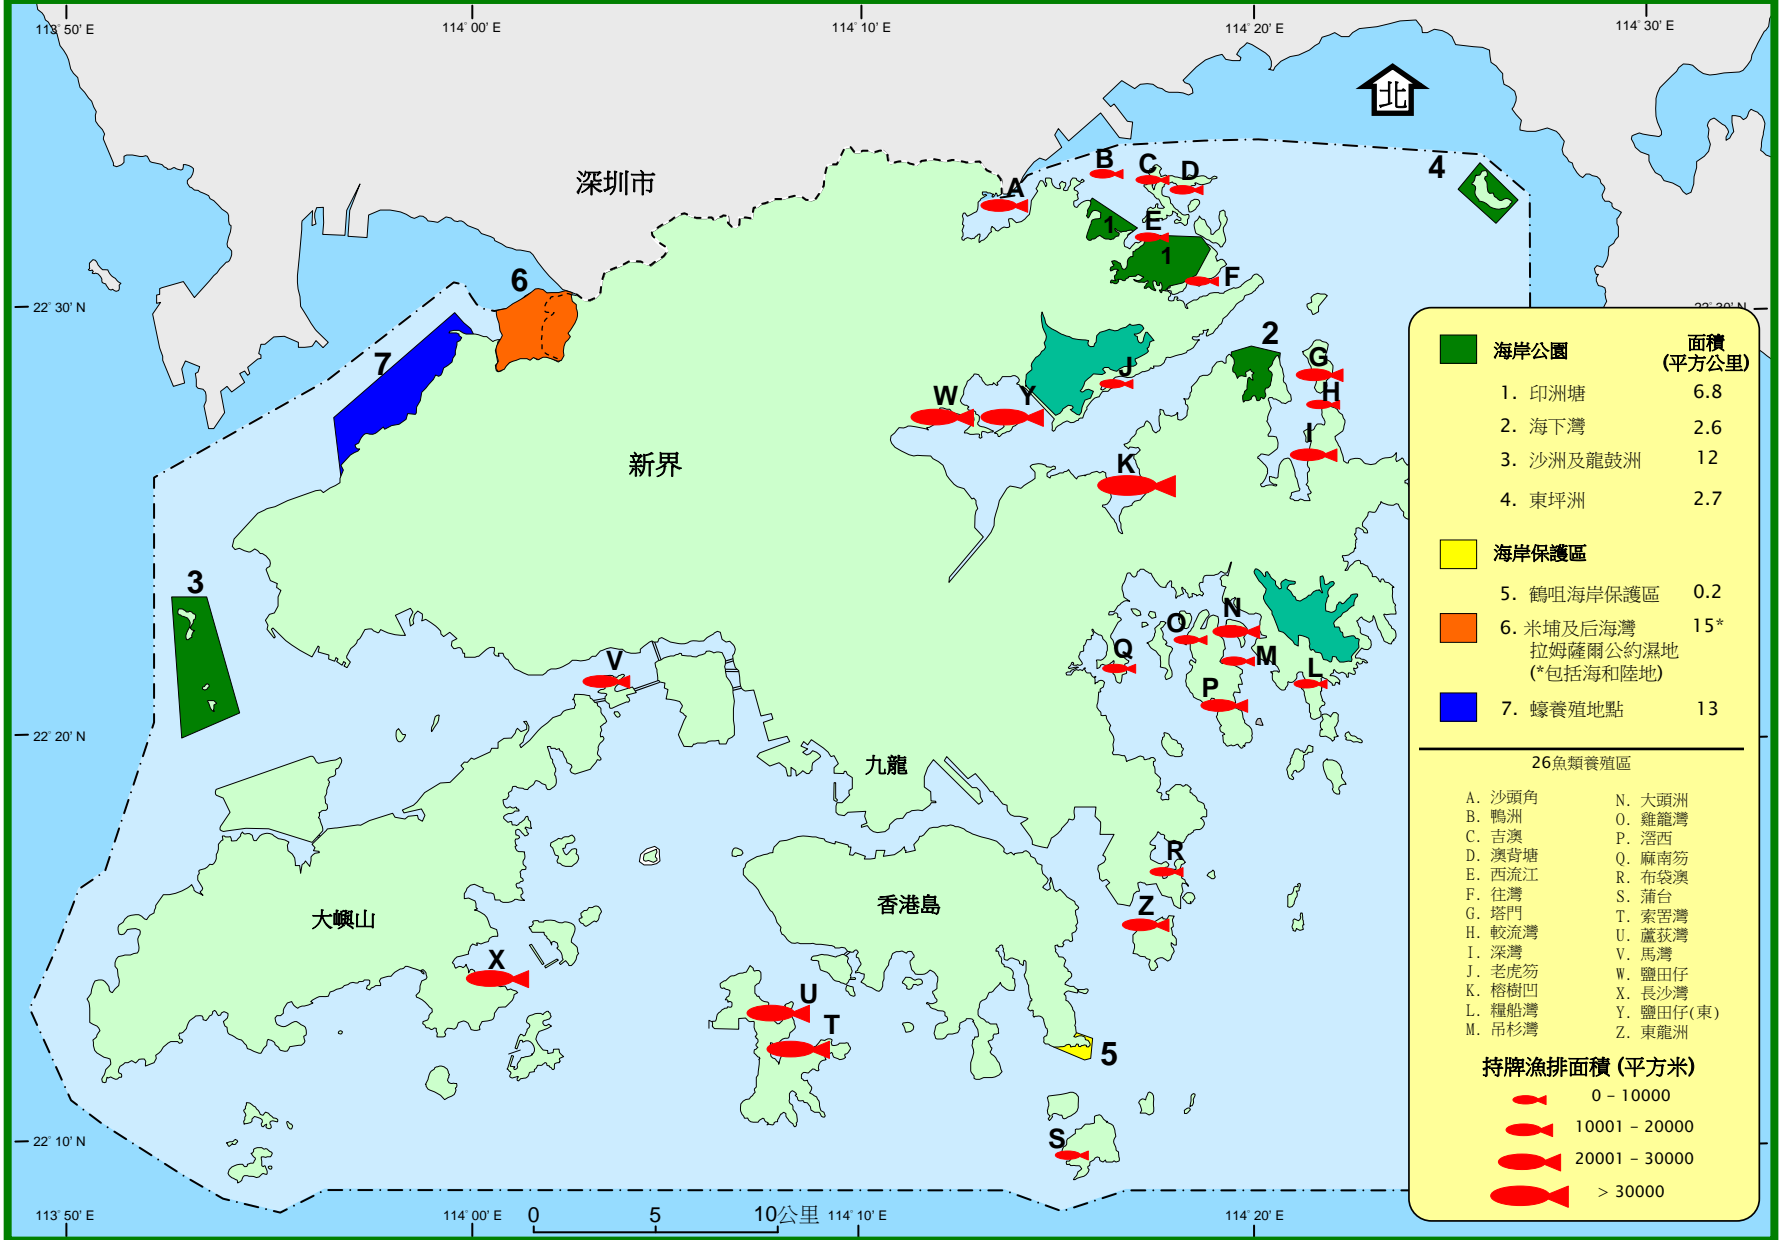 113° 50' E
114° 00' E
114° 10' E
114° 20' E
114° 30' E
北
深圳市
B
C
D
4
A
1
E
1
6
F
22° 30' N
22° 30' N
7
2
G
J
H
W
Y
I
新界
K
3
N
O
V
Q
M
L
P
22° 20' N
九龍
R
大嶼山
香港島
Z
X
U
T
5
22° 10' N
S
113° 50' E
114° 00' E
0
5
10公里
114° 10' E
114° 20' E
海岸公園
面積
(平方公里)
1. 印洲塘 6.8
2. 海下灣 2.6
3. 沙洲及龍鼓洲 12
4. 東坪洲 2.7
海岸保護區
5. 鶴咀海岸保護區 0.2
6. 米埔及后海灣 15*
拉姆薩爾公約濕地
(*包括海和陸地)
7. 蠔養殖地點 13
26魚類養殖區
A. 沙頭角
B. 鴨洲
C. 吉澳
D. 澳背塘
E. 西流江
F. 往灣
G. 塔門
H. 較流灣
I. 深灣
J. 老虎笏
K. 榕樹凹
L. 糧船灣
M. 吊杉灣
N. 大頭洲
O. 雞籠灣
P. 滘西
Q. 麻南笏
R. 布袋澳
S. 蒲台
T. 索罟灣
U. 蘆荻灣
V. 馬灣
W. 鹽田仔
X. 長沙灣
Y. 鹽田仔(東)
Z. 東龍洲
持牌漁排面積 (平方米)
0 – 10000
10001 – 20000
20001 – 30000
> 30000